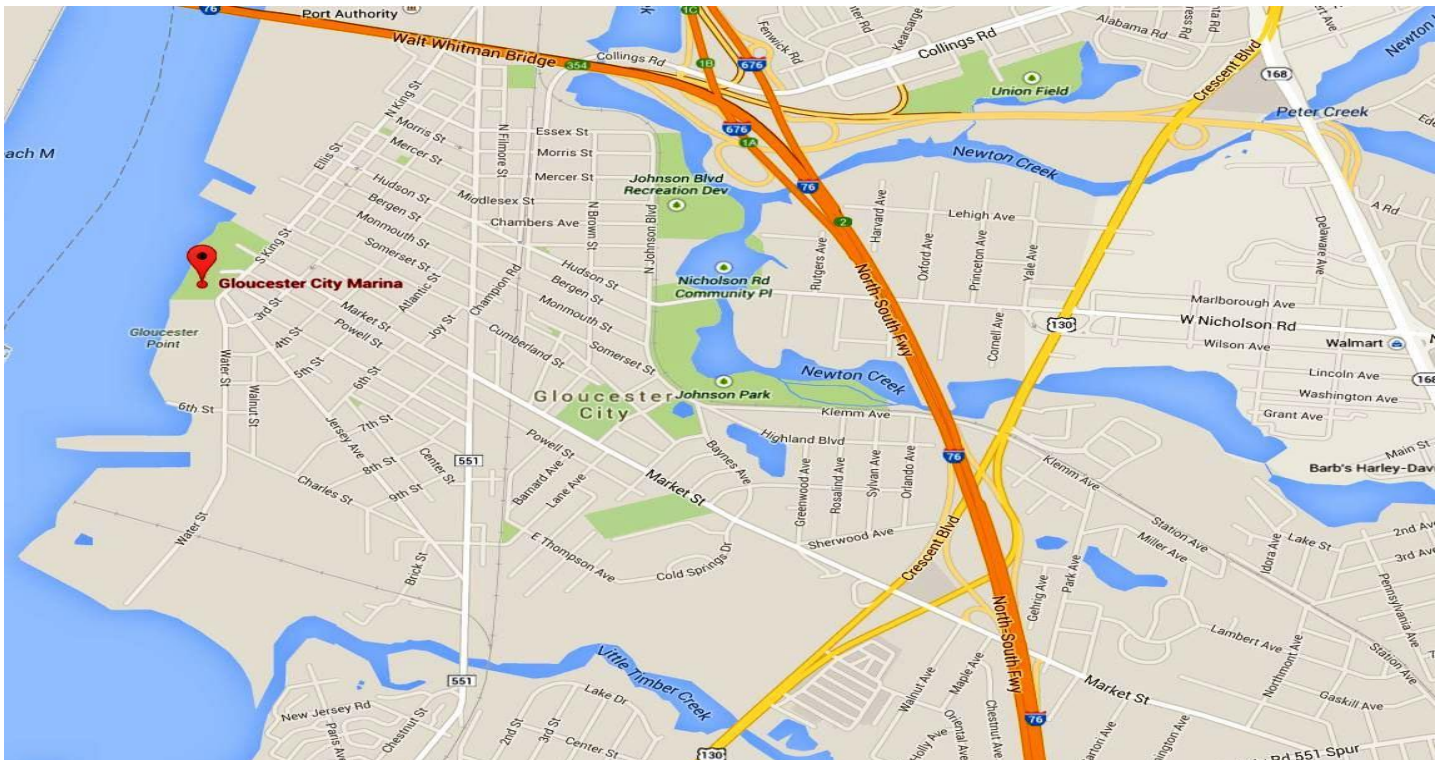 76
Port Authority
Walt Whitman Bridge
354
Collings Rd
1C
1B
676
Fenwick Rd
Kearsarge
Collings Rd
Alabama Rd
Crescent Blvd
168
Union Field
Peter Creek
N King St
Morris St
Mercer St
Ellis St
N Filmore St
Essex St
Morris St
Mercer St
Middlesex St
Chambers Ave
N Brown St
N Johnson Blvd
Johnson Blvd
Recreation Dev
676
1A
76
2
Newton Creek
Harvard Ave
Lehigh Ave
Rutgers Ave
Oxford Ave
Princeton Ave
Yale Ave
Delaware Ave
A Rd
each M
S King St
Hudson St
Bergen St
Monmouth St
Somerset St
Atlantic St
Champion Rd
Hudson St
Bergen St
Monmouth St
Somerset St
Nicholson Rd
Community Pl
North-South Fwy
Marlborough Ave
W Nicholson Rd
Wilson Ave
Walmart
Cornell Ave
130
Lincoln Ave
168
Washington Ave
Grant Ave
Main St
Barb's Harley-Dav
Gloucester City Marina
Gloucester
Point
3rd St
4th St
5th St
6th St
Market St
Powell St
Joy St
Cumberland St
Water St
Walnut St
6th St
Jersey Ave
7th St
8th St
9th St
Center St
Charles St
551
Gloucester
City
Johnson Park
Newton Creek
Klemm Ave
Highland Blvd
Baynes Ave
Powell St
Barnard Ave
Lane Ave
Market St
Greenwood Ave
Rosalind Ave
Sylvan Ave
Orlando Ave
76
Klemm Ave
Sherwood Ave
Crescent Blvd
Station Ave
Miller Ave
Idora Ave
Lake St
2nd Ave
3rd Ave
Pennsylvania Ave
Water St
Brick St
E Thompson Ave
Cold Springs Dr
Gehrig Ave
Park Ave
North-South Fwy
Lambert Ave
Station Ave
Northmont Ave
Gaskill Ave
Market St
Little Timber Creek
551
New Jersey Rd
Paris Ave
Chestnut St
2nd St
3rd St
Lake Dr
Center St
130
Walnut Ave
Maple Ave
Holly Ave
Oriental Ave
Chestnut Ave
76
Rd 551 Spur